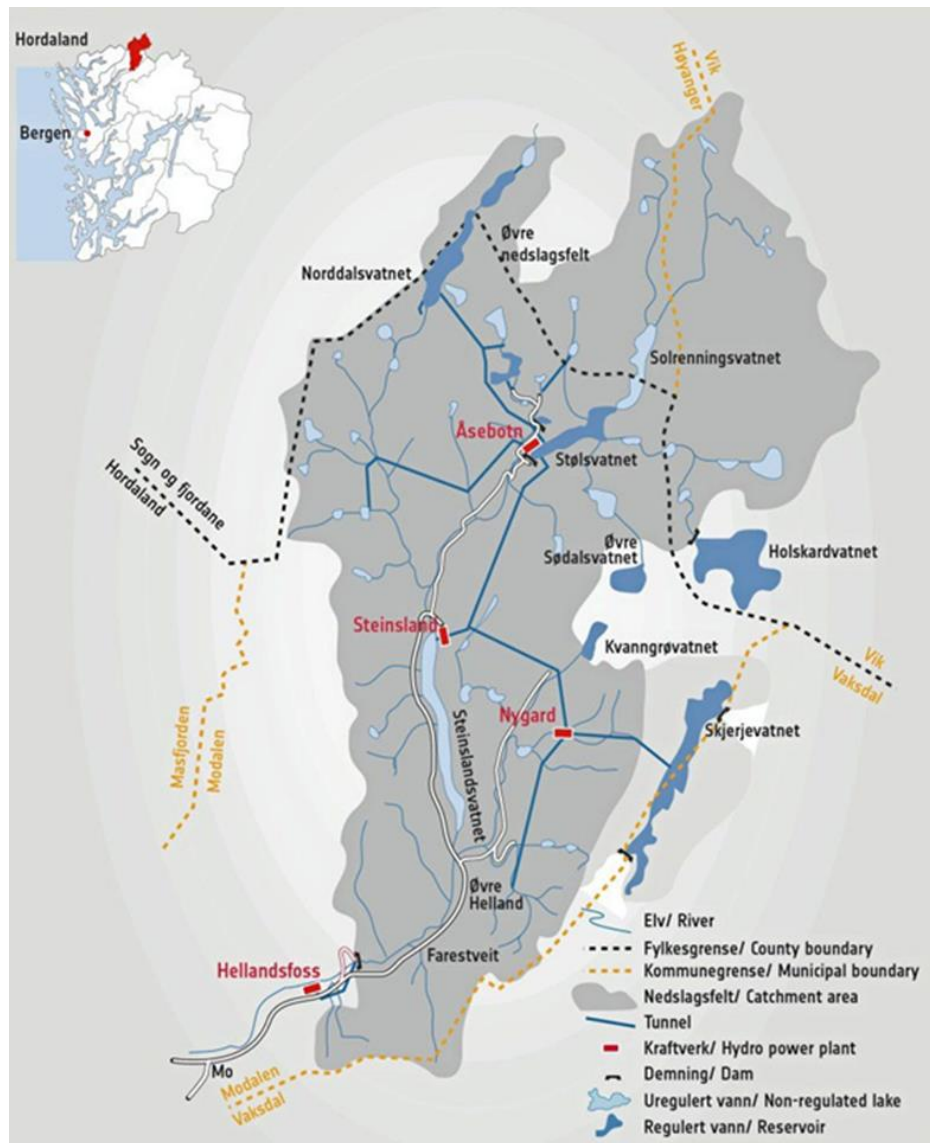 Hordaland
Bergen
Vik
Høyanger
Øvre
nedslagsfelt
Norddalsvatnet
Solrenningsvatnet
Åsebotn
Stølsvatnet
Sogn og fjordane
Hordaland
Øvre
Sødalsvatnet
Holskardvatnet
Steinsland
Kvanngrøvatnet
Vik
Vaksdal
Nygard
Skjerjevatnet
Masfjorden
Modalen
Steinslandsvatnet
Øvre
Helland
Farestveit
Hellandsfoss
Mo
Modalen
Vaksdal
Elv/ River
Fylkesgrense/ County boundary
Kommunegrense/ Municipal boundary
Nedslagsfelt/ Catchment area
Tunnel
Kraftverk/ Hydro power plant
Demning/ Dam
Uregulert vann/ Non-regulated lake
Regulert vann/ Reservoir